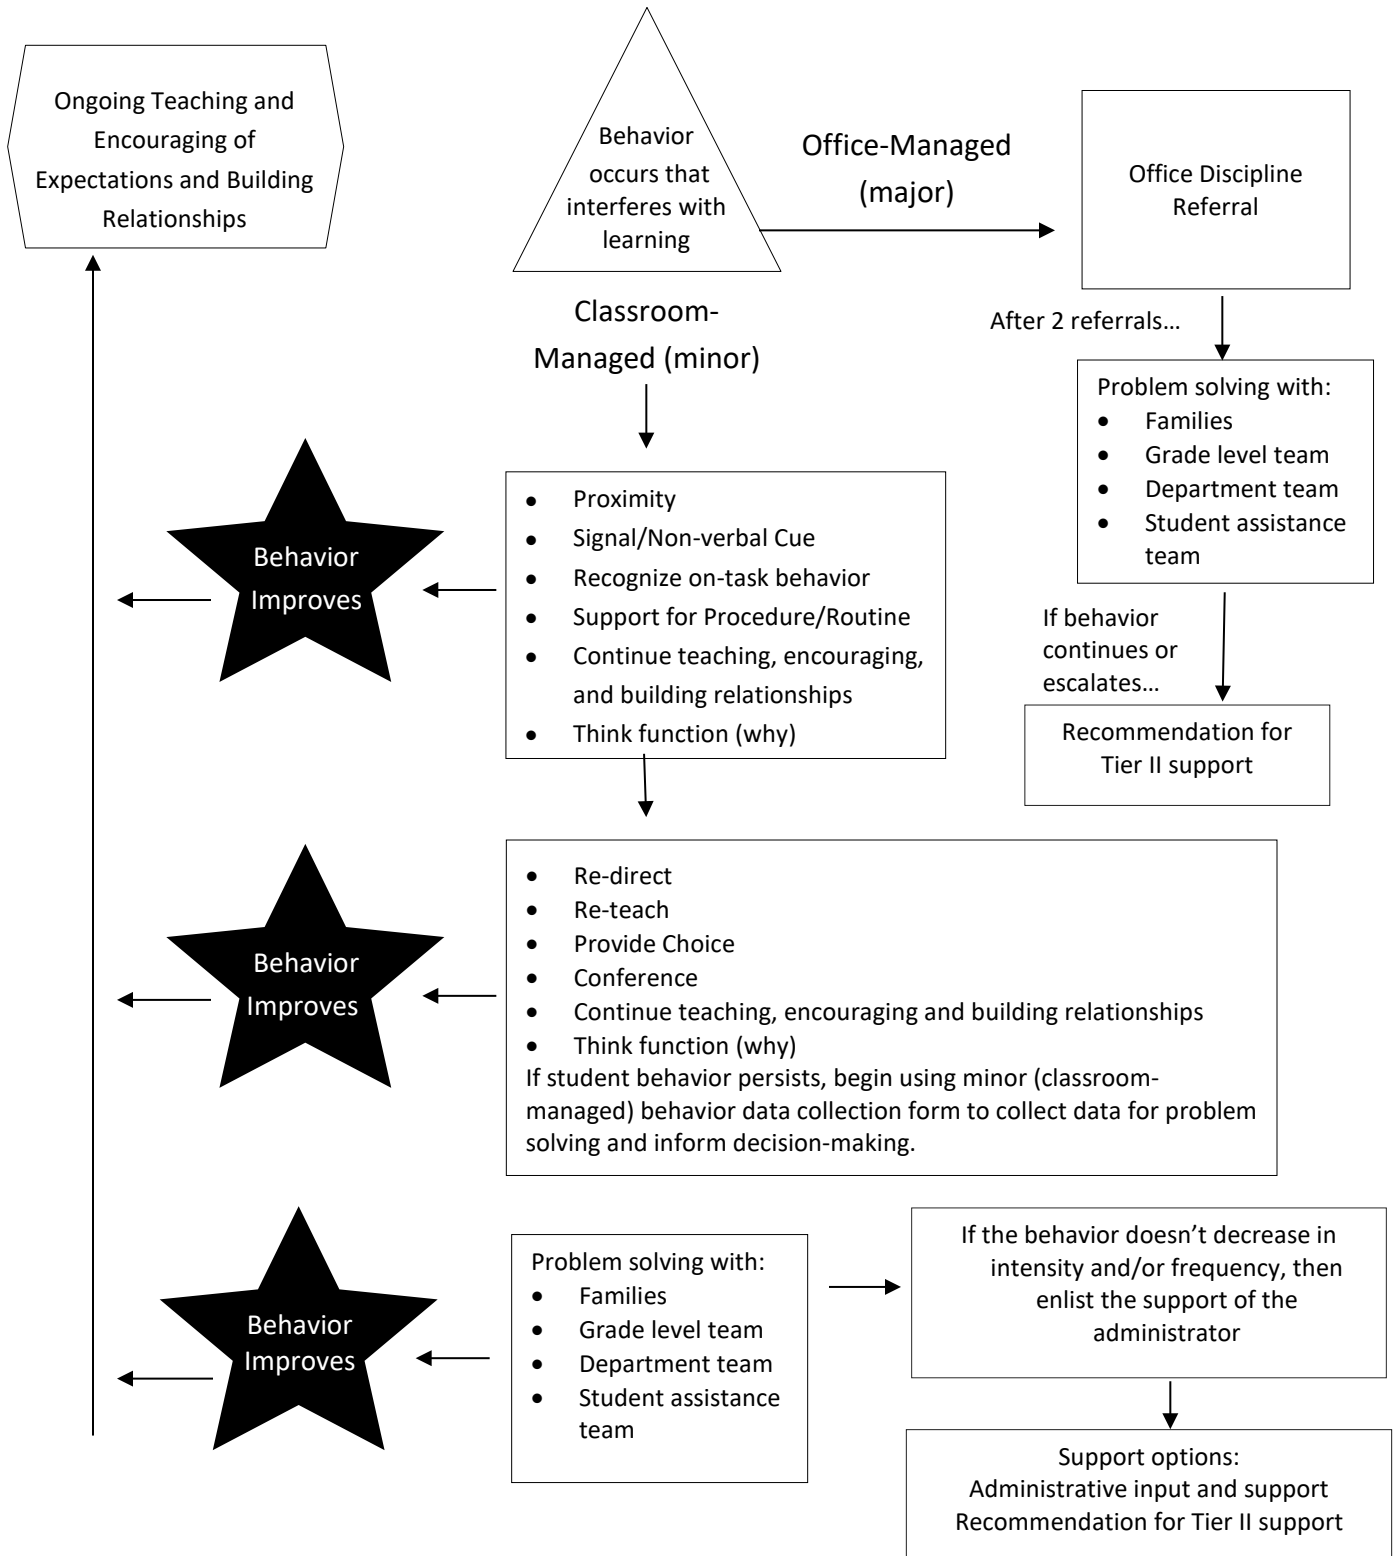 Ongoing Teaching and
Encouraging of
Expectations and Building
Relationships
Behavior
occurs that
interferes with
learning
Office-Managed
(major)
Office Discipline
Referral
Classroom-
Managed (minor)
After 2 referrals…
Problem solving with:
• Families
• Grade level team
• Department team
• Student assistance
team
If behavior
continues or
escalates…
Recommendation for
Tier II support
Behavior
Improves
• Proximity
• Signal/Non-verbal Cue
• Recognize on-task behavior
• Support for Procedure/Routine
• Continue teaching, encouraging,
and building relationships
• Think function (why)
Behavior
Improves
• Re-direct
• Re-teach
• Provide Choice
• Conference
• Continue teaching, encouraging and building relationships
• Think function (why)
If student behavior persists, begin using minor (classroom-
managed) behavior data collection form to collect data for problem
solving and inform decision-making.
Behavior
Improves
Problem solving with:
• Families
• Grade level team
• Department team
• Student assistance
team
If the behavior doesn’t decrease in
intensity and/or frequency, then
enlist the support of the
administrator
Support options:
Administrative input and support
Recommendation for Tier II support